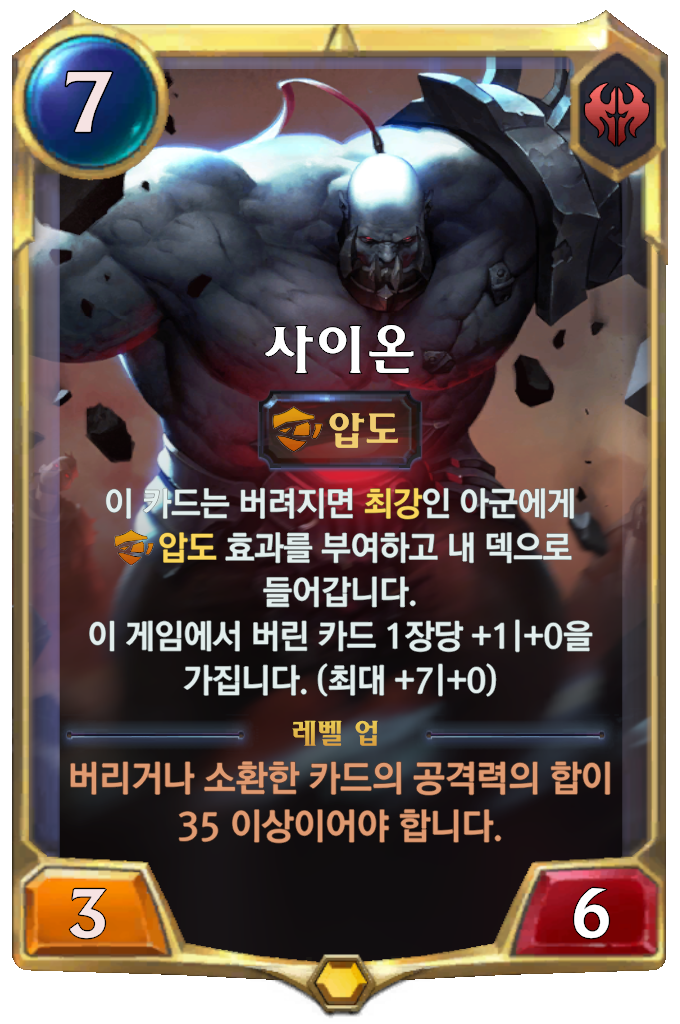 7
사이온
압도
이 카드는 버려지면 최강인 아군에게
압도 효과를 부여하고 내 덱으로
들어갑니다.
이 게임에서 버린 카드 1장당 +1|+0을
가집니다. (최대 +7|+0)
레벨 업
버리거나 소환한 카드의 공격력의 합이
35 이상이어야 합니다.
3
6